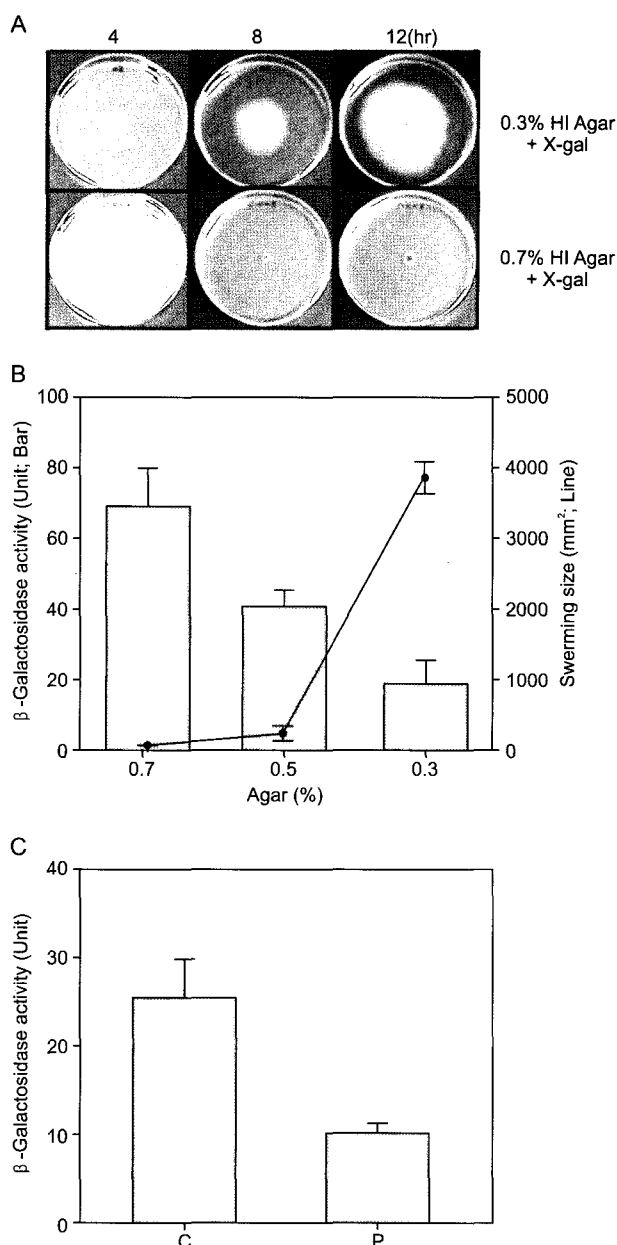 A
4 8 12(hr)
0.3% HI Agar
+ X-gal
0.7% HI Agar
+ X-gal
B
β-Galactosidase activity (Unit; Bar)
100
80
60
40
20
0
5000
4000
3000
2000
1000
0
Swerming size (mm²; Line)
0.7 0.5 0.3
Agar (%)
C
β-Galactosidase activity (Unit)
40
30
20
10
0
C P